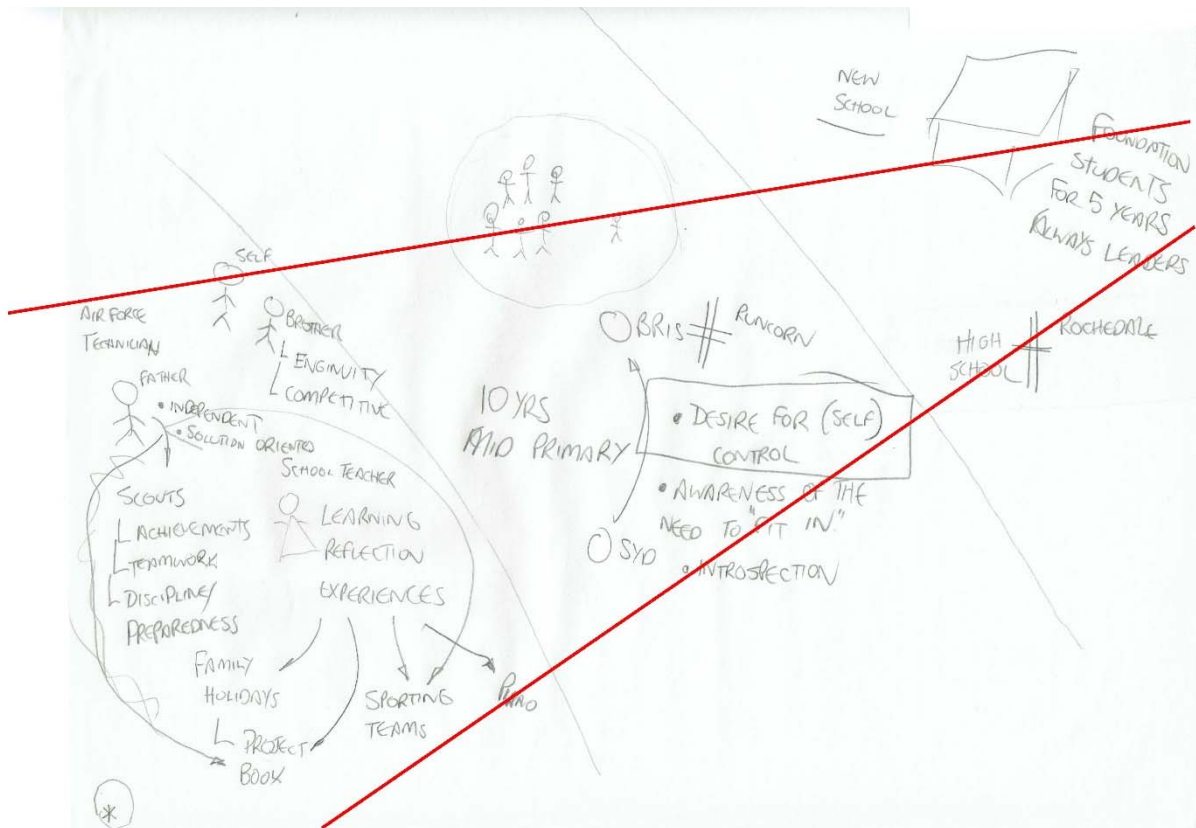 NEW
SCHOOL
FOUNDATION
STUDENTS
FOR 5 YEARS
ALWAYS LEADERS
SELF
AIR FORCE
TECHNICIAN
BROTHER
ENGINUITY
COMPETITIVE
FATHER
• INDEPENDENT
• SOLUTION ORIENTED
SCHOOL TEACHER
SCOUTS
ACHIEVEMENTS
TEAMWORK
DISCIPLINE/
PREPAREDNESS
LEARNING
REFLECTION
EXPERIENCES
FAMILY
HOLIDAYS
PROJECT
BOOK
SPORTING
TEAMS
PIANO
10 YRS
MID PRIMARY
BRIS
RUNCORN
SYD
• DESIRE FOR (SELF)
CONTROL
• AWARENESS OF THE
NEED TO "FIT IN."
• INTROSPECTION
HIGH
SCHOOL
ROCHEDALE
*